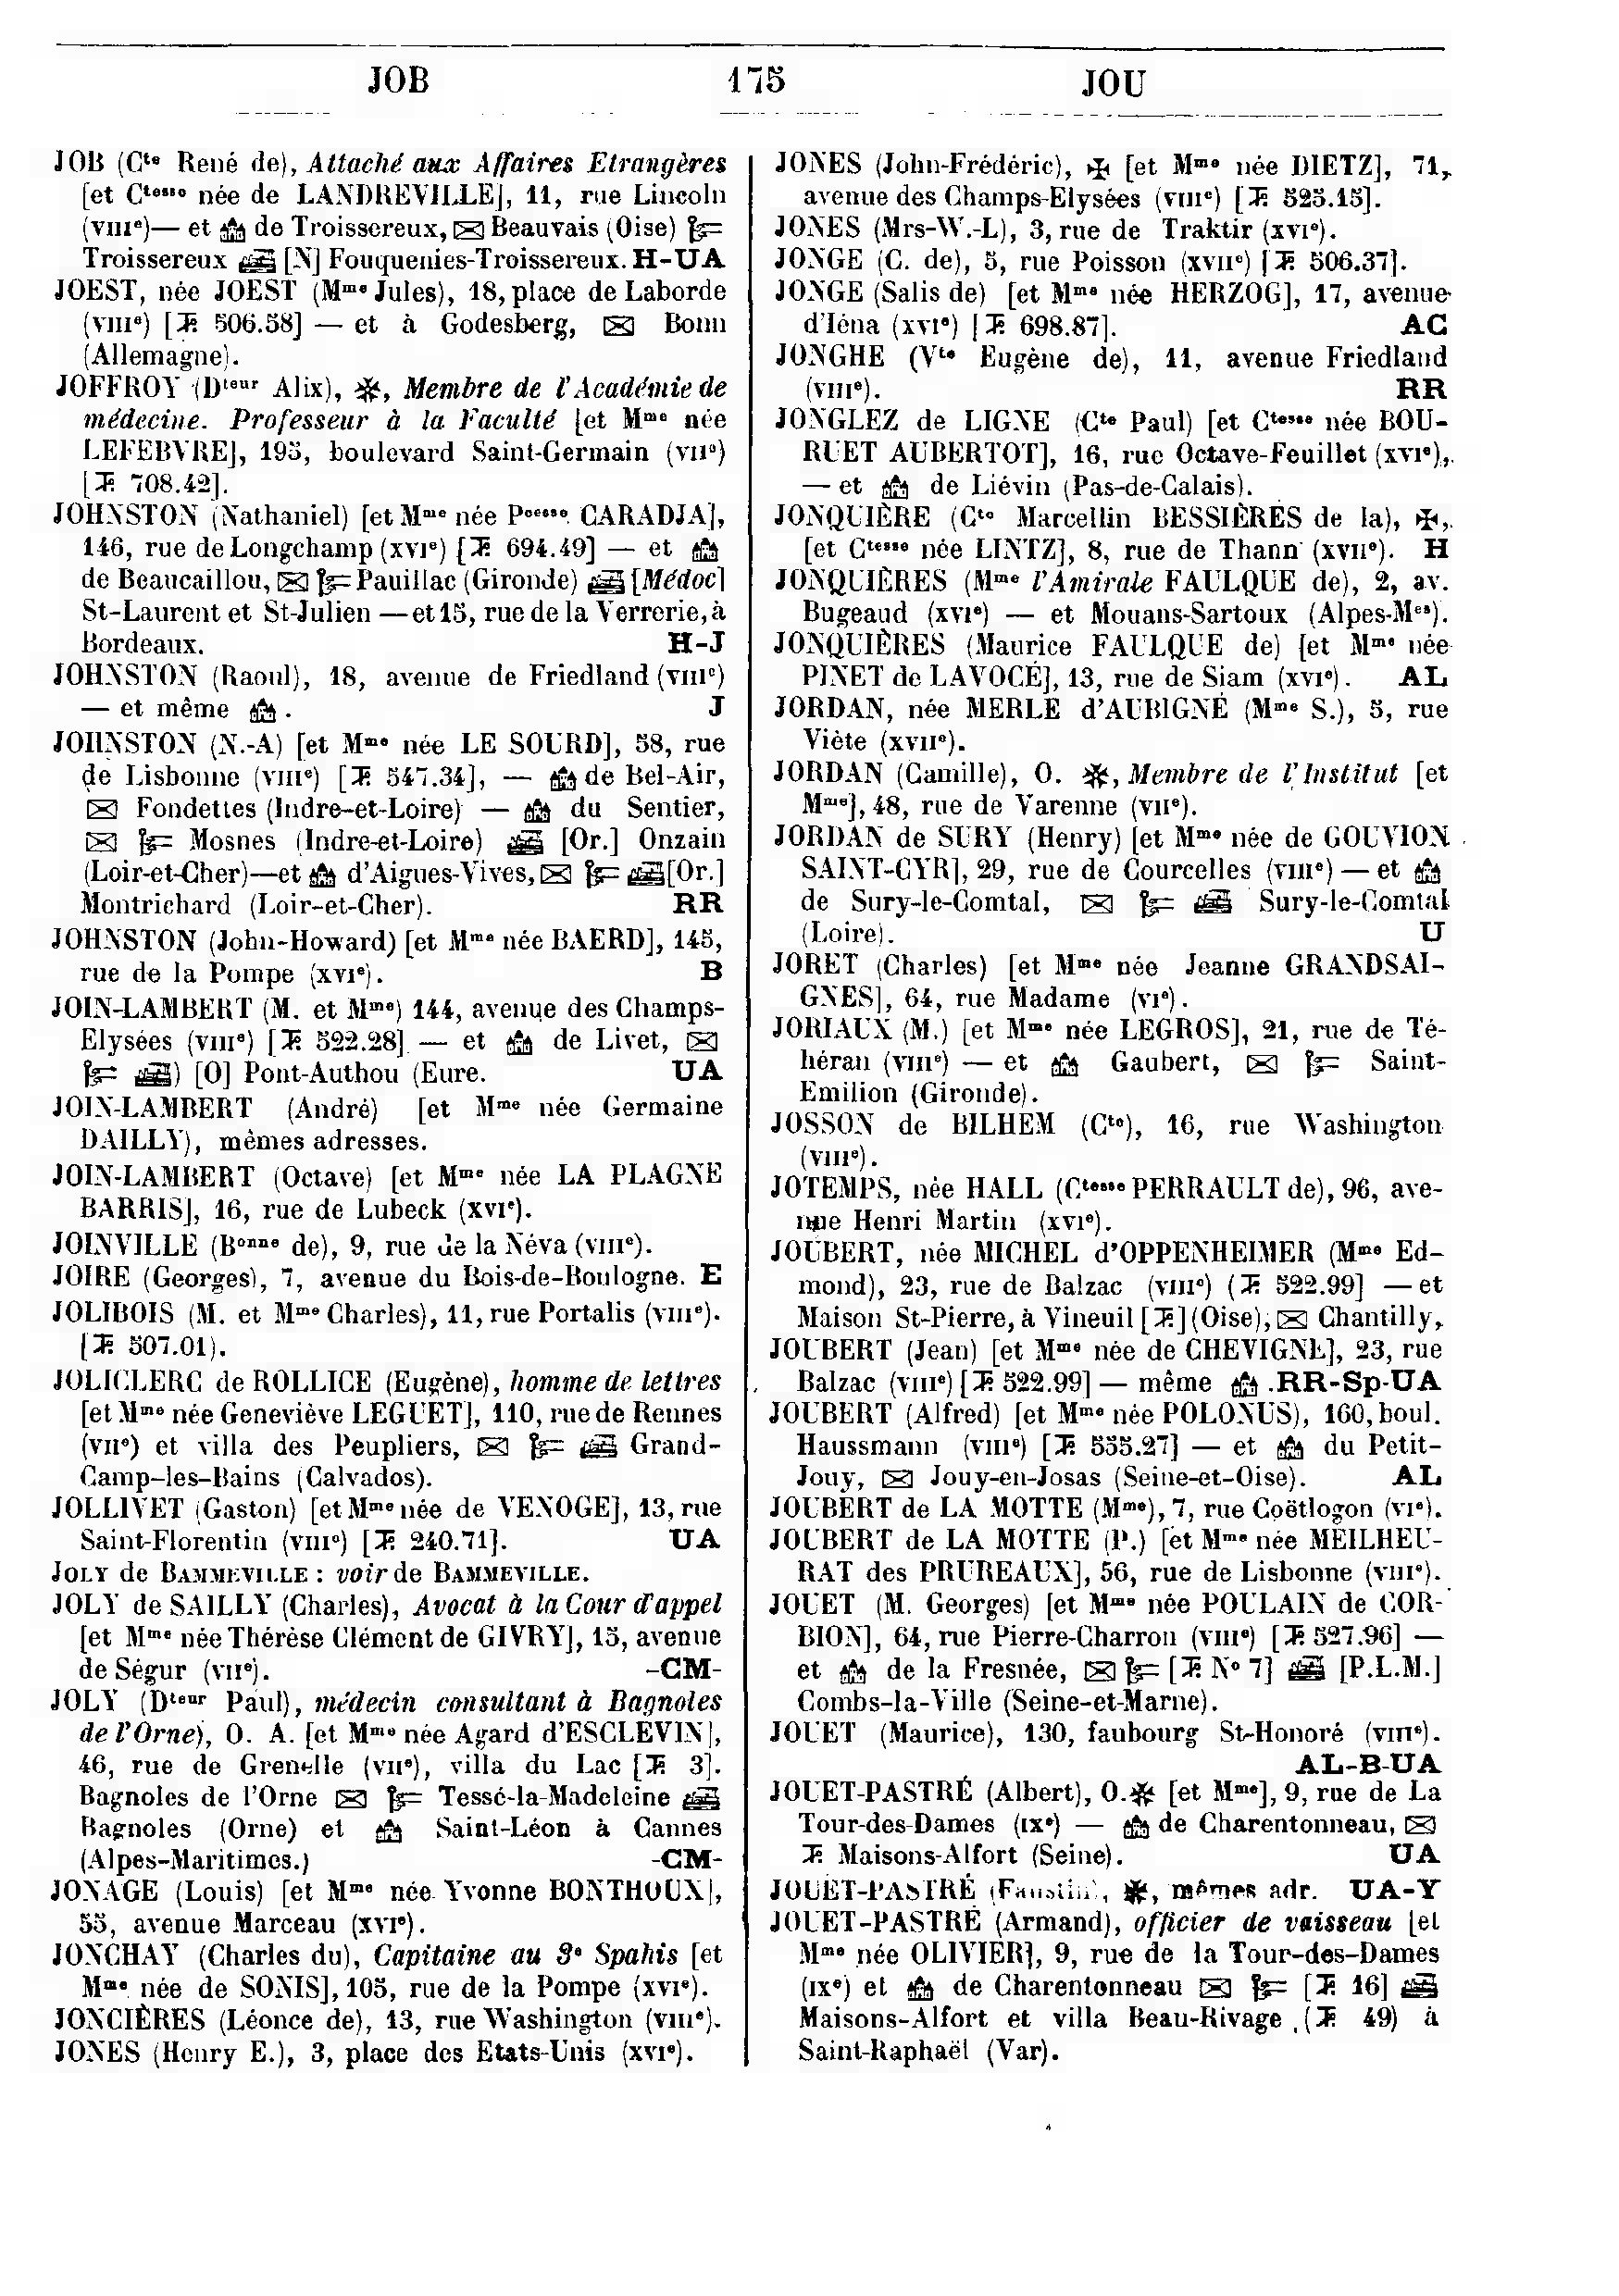 JOB 175 JOU
JOB (Cte René de), Attaché aux Affaires Etrangères
[et Ctesse née de LANDREVILLE], 11, rue Lincoln
(VIIIe)— et de Troissereux, Beauvais (Oise)
Troissereux [N] Fouquenies-Troissereux. H-UA
JOEST, née JOEST (Mme Jules), 18, place de Laborde
(VIIIe) [T. 506.58] — et à Godesberg, Bonn
(Allemagne).
JOFFROY (Dteur Alix), ✻, Membre de l'Académie de
médecine. Professeur à la Faculté [et Mme née
LEFEBVRE], 195, boulevard Saint-Germain (VIIe)
[T. 708.42].
JOHNSTON (Nathaniel) [et Mme née Pcesse. CARADJA],
146, rue de Longchamp (XVIe) [T. 694.49] — et
de Beaucaillou, Pauillac (Gironde) [Médoc]
St-Laurent et St-Julien — et 15, rue de la Verrerie, à
Bordeaux. H-J
JOHNSTON (Raoul), 18, avenue de Friedland (VIIIe)
— et même . J
JOHNSTON (N.-A) [et Mme née LE SOURD], 58, rue
de Lisbonne (VIIIe) [T. 547.34], — de Bel-Air,
Fondettes (Indre-et-Loire) — du Sentier,
Mosnes (Indre-et-Loire) [Or.] Onzain
(Loir-et-Cher)—et d'Aigues-Vives, [Or.]
Montrichard (Loir-et-Cher). RR
JOHNSTON (John-Howard) [et Mme née BAERD], 145,
rue de la Pompe (XVIe). B
JOIN-LAMBERT (M. et Mme) 144, avenue des Champs-
Elysées (VIIIe) [T. 522.28] — et de Livet,
) [O] Pont-Authou (Eure. UA
JOIN-LAMBERT (André) [et Mme née Germaine
DAILLY), mêmes adresses.
JOIN-LAMBERT (Octave) [et Mme née LA PLAGNE
BARRIS], 16, rue de Lubeck (XVIe).
JOINVILLE (Bonne de), 9, rue de la Néva (VIIIe).
JOIRE (Georges), 7, avenue du Bois-de-Boulogne. E
JOLIBOIS (M. et Mme Charles), 11, rue Portalis (VIIIe).
[T. 507.01).
JOLICLERC de ROLLICE (Eugène), homme de lettres
[et Mme née Geneviève LEGUET], 110, rue de Rennes
(VIIe) et villa des Peupliers, Grand-
Camp-les-Bains (Calvados).
JOLLIVET (Gaston) [et Mme née de VENOGE], 13, rue
Saint-Florentin (VIIIe) [T. 240.71]. UA
JOLY de BAMMEVILLE : voir de BAMMEVILLE.
JOLY de SAILLY (Charles), Avocat à la Cour d'appel
[et Mme née Thérèse Clément de GIVRY], 15, avenue
de Ségur (VIIe). -CM-
JOLY (Dteur Paul), médecin consultant à Bagnoles
de l'Orne), O. A. [et Mme née Agard d'ESCLEVIN],
46, rue de Grenelle (VIIe), villa du Lac [T. 3].
Bagnoles de l'Orne Tessé-la-Madeleine
Bagnoles (Orne) et Saint-Léon à Cannes
(Alpes-Maritimes.) -CM-
JONAGE (Louis) [et Mme née Yvonne BONTHOUX],
55, avenue Marceau (XVIe).
JONCHAY (Charles du), Capitaine au 3e Spahis [et
Mme née de SONIS], 105, rue de la Pompe (XVIe).
JONCIÈRES (Léonce de), 13, rue Washington (VIIIe).
JONES (Henry E.), 3, place des Etats-Unis (XVIe).
JONES (John-Frédéric), ✠ [et Mme née DIETZ], 71,
avenue des Champs-Elysées (VIIIe) [T. 525.15].
JONES (Mrs-W.-L), 3, rue de Traktir (XVIe).
JONGE (C. de), 5, rue Poisson (XVIIe) [T. 506.37].
JONGE (Salis de) [et Mme née HERZOG], 17, avenue
d'Iéna (XVIe) [T. 698.87]. AC
JONGHE (Vte Eugène de), 11, avenue Friedland
(VIIIe). RR
JONGLEZ de LIGNE (Cte Paul) [et Ctesse née BOU-
RUET AUBERTOT], 16, rue Octave-Feuillet (XVIe),
— et de Liévin (Pas-de-Calais).
JONQUIÈRE (Cte Marcellin BESSIÈRES de la), ✠,
[et Ctesse née LINTZ], 8, rue de Thann (XVIIe). H
JONQUIÈRES (Mme l'Amirale FAULQUE de), 2, av.
Bugeaud (XVIe) — et Mouans-Sartoux (Alpes-Mes).
JONQUIÈRES (Maurice FAULQUE de) [et Mme née
PINET de LAVOCÉ], 13, rue de Siam (XVIe). AL
JORDAN, née MERLE d'AUBIGNÉ (Mme S.), 5, rue
Viète (XVIIe).
JORDAN (Camille), O. ✻, Membre de l'Institut [et
Mme], 48, rue de Varenne (VIIe).
JORDAN de SURY (Henry) [et Mme née de GOUVION
SAINT-CYR], 29, rue de Courcelles (VIIIe) — et
de Sury-le-Comtal, Sury-le-Comtal
(Loire). U
JORET (Charles) [et Mme née Jeanne GRANDSAI-
GNES], 64, rue Madame (VIe).
JORIAUX (M.) [et Mme née LEGROS], 21, rue de Té-
héran (VIIIe) — et Gaubert, Saint-
Emilion (Gironde).
JOSSON de BILHEM (Cte), 16, rue Washington
(VIIIe).
JOTEMPS, née HALL (Ctesse PERRAULT de), 96, ave-
nue Henri Martin (XVIe).
JOUBERT, née MICHEL d'OPPENHEIMER (Mme Ed-
mond), 23, rue de Balzac (VIIIe) (T. 522.99] — et
Maison St-Pierre, à Vineuil [T.] (Oise), Chantilly,
JOUBERT (Jean) [et Mme née de CHEVIGNE], 23, rue
Balzac (VIIIe) [T. 522.99] — même . RR-Sp-UA
JOUBERT (Alfred) [et Mme née POLONUS), 160, boul.
Haussmann (VIIIe) [T. 535.27] — et du Petit-
Jouy, Jouy-en-Josas (Seine-et-Oise). AL
JOUBERT de LA MOTTE (Mme), 7, rue Coëtlogon (VIe).
JOUBERT de LA MOTTE (P.) [et Mme née MEILHEU-
RAT des PRUREAUX], 56, rue de Lisbonne (VIIIe).
JOUET (M. Georges) [et Mme née POULAIN de COR-
BION], 64, rue Pierre-Charron (VIIIe) [T. 527.96] —
et de la Fresnée, [T. No 7] [P.L.M.]
Combs-la-Ville (Seine-et-Marne).
JOUET (Maurice), 130, faubourg St-Honoré (VIIIe).
AL-B-UA
JOUET-PASTRÉ (Albert), O. ✻ [et Mme], 9, rue de La
Tour-des-Dames (IXe) — de Charentonneau,
T. Maisons-Alfort (Seine). UA
JOUET-PASTRÉ (Faustin), ✻, mêmes adr. UA-Y
JOUET-PASTRÉ (Armand), officier de vaisseau [et
Mme née OLIVIER], 9, rue de la Tour-des-Dames
(IXe) et de Charentonneau [T. 16]
Maisons-Alfort et villa Beau-Rivage (T. 49) à
Saint-Raphaël (Var).